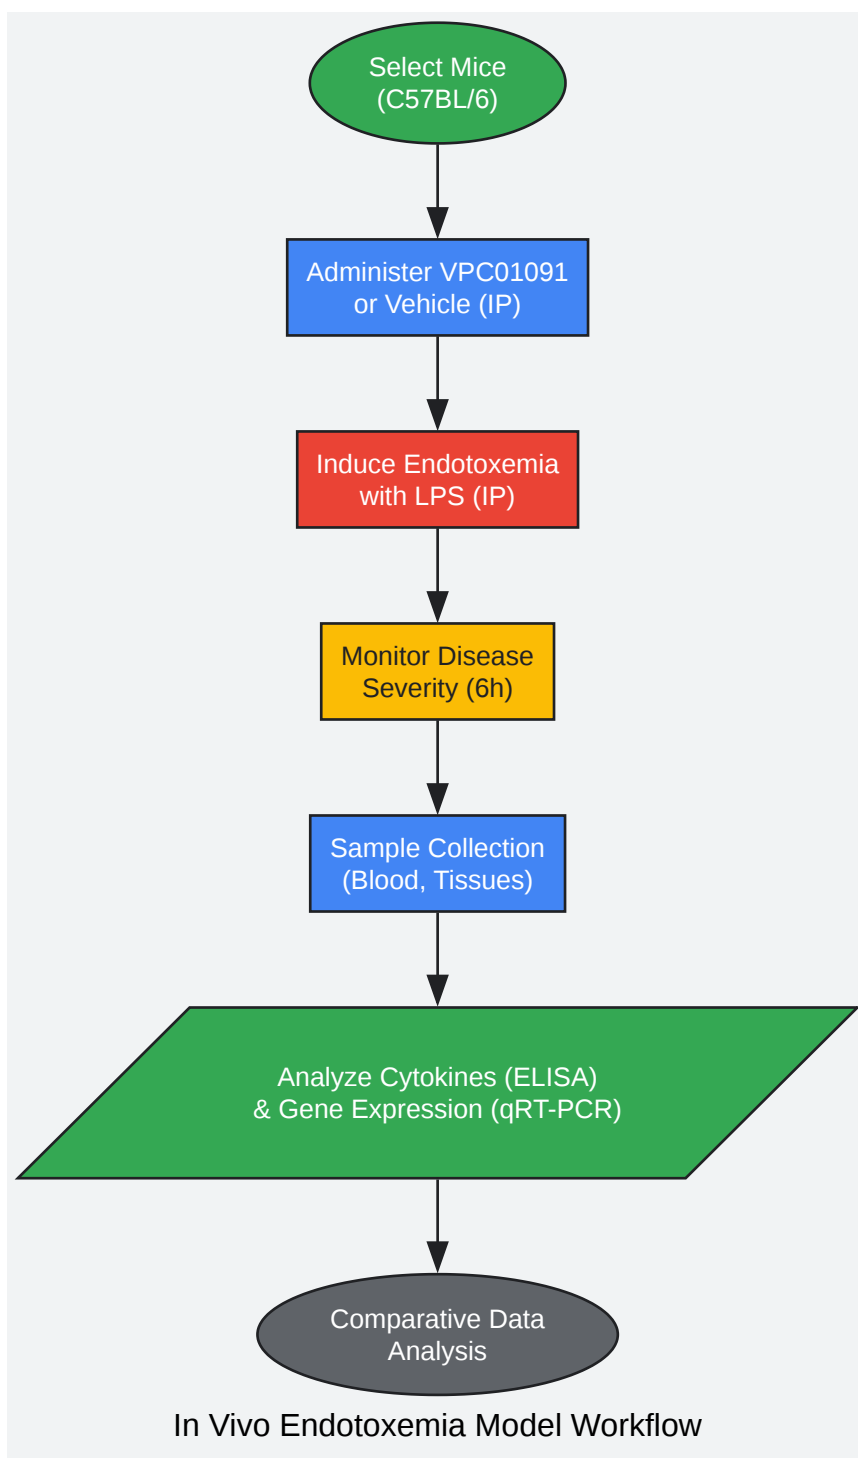 Select Mice
(C57BL/6)
Administer VPC01091
or Vehicle (IP)
Induce Endotoxemia
with LPS (IP)
Monitor Disease
Severity (6h)
Sample Collection
(Blood, Tissues)
Analyze Cytokines (ELISA)
& Gene Expression (qRT-PCR)
Comparative Data
Analysis
In Vivo Endotoxemia Model Workflow